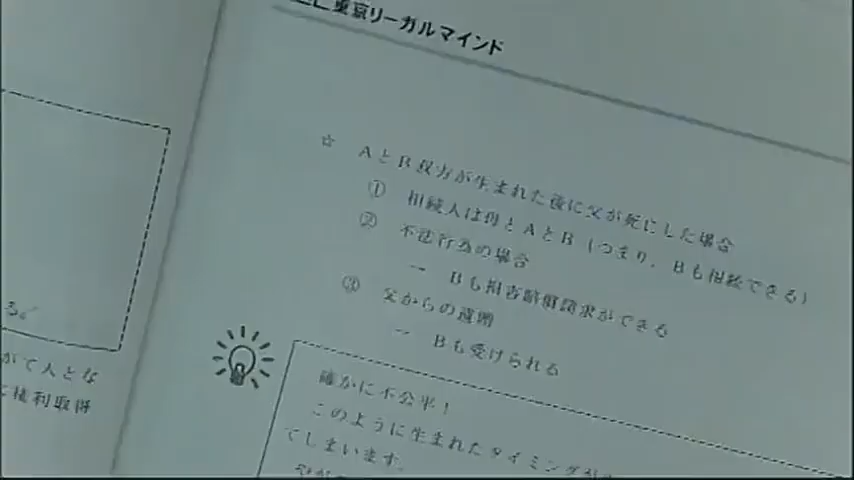 東京リーガルマインド
☆ AとB双方が生まれた後に父が死亡した場合
① 相続人は母とAとB(つまり、Bも相続できる)
② 不法行為の場合
→ Bも損害賠償請求ができる
③ 父からの遺贈
→ Bも受けられる
確かに不公平!
このように生まれたタイミングが
てしまいます。
る。
がて人とな
権利取得